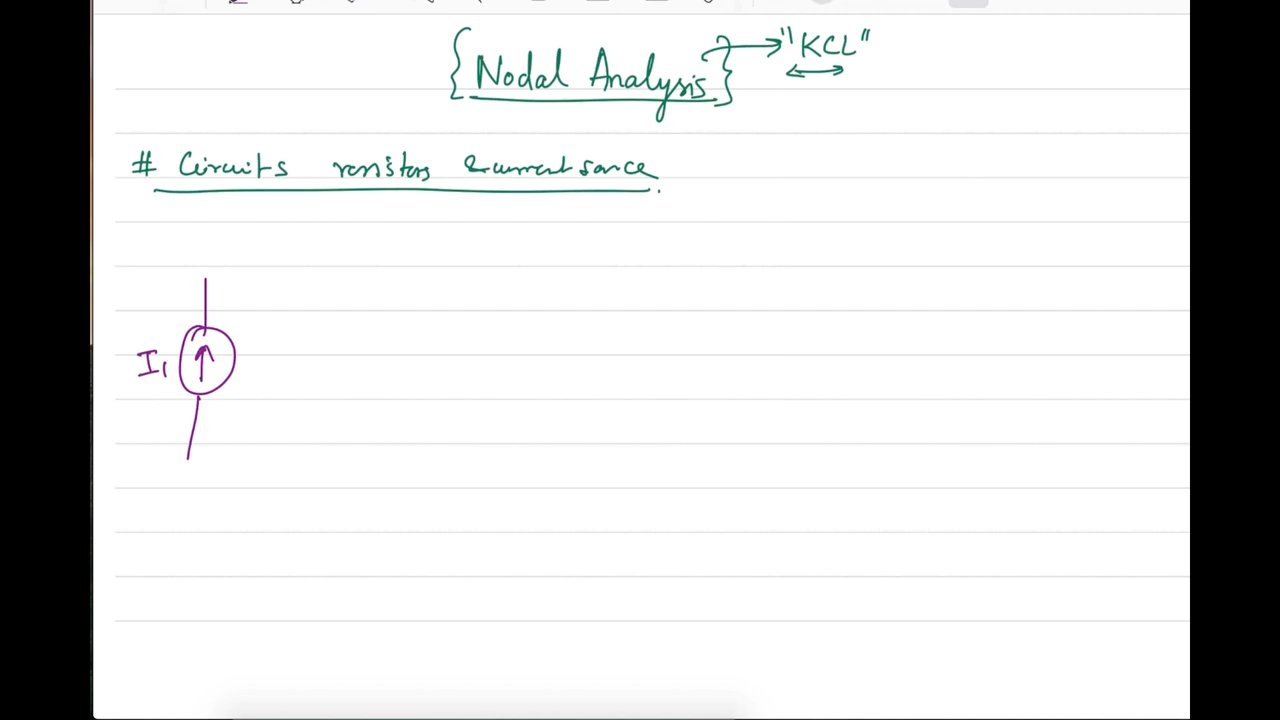 {Nodal Analysis} → "KCL"
# Circuits resistors & current source.
I₁